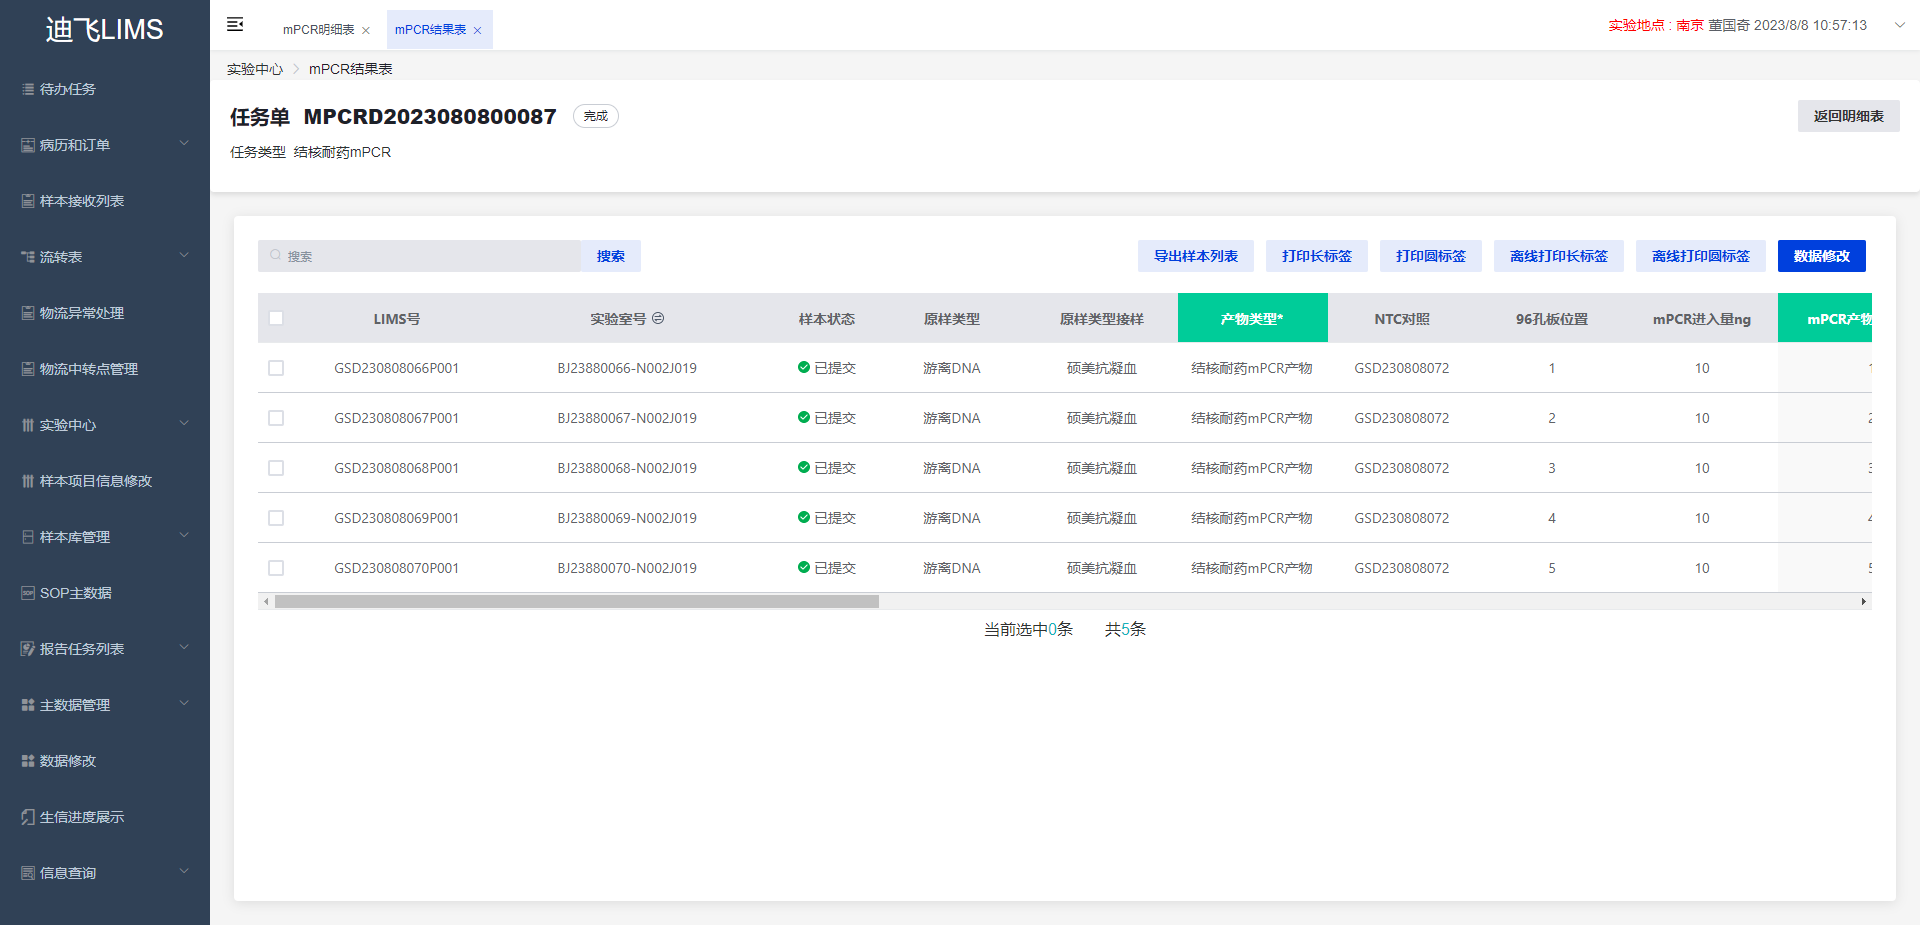 迪飞LIMS
待办任务
病历和订单
样本接收列表
流转表
物流异常处理
物流中转点管理
实验中心
样本项目信息修改
样本库管理
SOP主数据
报告任务列表
主数据管理
数据修改
生信进度展示
信息查询
mPCR明细表
mPCR结果表
实验地点 : 南京 董国奇 2023/8/8 10:57:13
实验中心 > mPCR结果表
任务单 MPCRD2023080800087 完成
返回明细表
任务类型 结核耐药mPCR
搜索 搜索 导出样本列表 打印长标签 打印圆标签 离线打印长标签 离线打印圆标签 数据修改
LIMS号 实验室号 样本状态 原样类型 原样类型接样 产物类型* NTC对照 96孔板位置 mPCR进入量ng mPCR产物
GSD230808066P001 BJ23880066-N002J019 已提交 游离DNA 硕美抗凝血 结核耐药mPCR产物 GSD230808072 1 10
GSD230808067P001 BJ23880067-N002J019 已提交 游离DNA 硕美抗凝血 结核耐药mPCR产物 GSD230808072 2 10
GSD230808068P001 BJ23880068-N002J019 已提交 游离DNA 硕美抗凝血 结核耐药mPCR产物 GSD230808072 3 10
GSD230808069P001 BJ23880069-N002J019 已提交 游离DNA 硕美抗凝血 结核耐药mPCR产物 GSD230808072 4 10
GSD230808070P001 BJ23880070-N002J019 已提交 游离DNA 硕美抗凝血 结核耐药mPCR产物 GSD230808072 5 10
当前选中0条 共5条